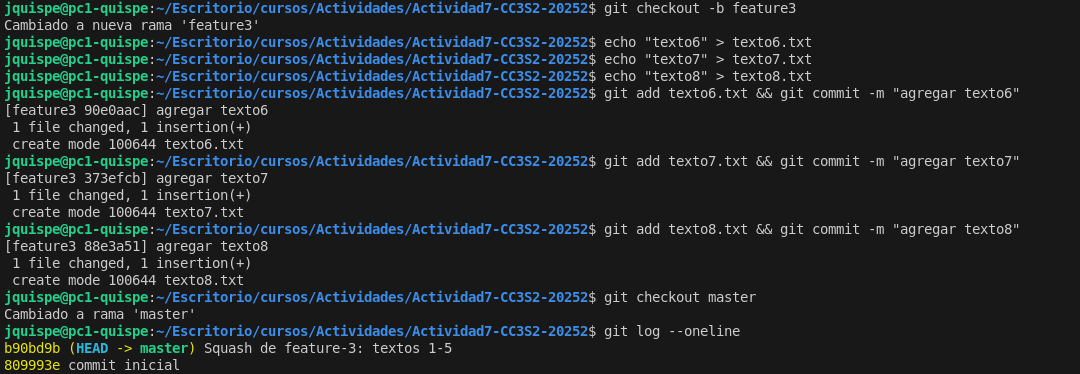 jquispe@pc1-quispe:~/Escritorio/cursos/Actividades/Actividad7-CC3S2-20252$ git checkout -b feature3
Cambiado a nueva rama 'feature3'
jquispe@pc1-quispe:~/Escritorio/cursos/Actividades/Actividad7-CC3S2-20252$ echo "texto6" > texto6.txt
jquispe@pc1-quispe:~/Escritorio/cursos/Actividades/Actividad7-CC3S2-20252$ echo "texto7" > texto7.txt
jquispe@pc1-quispe:~/Escritorio/cursos/Actividades/Actividad7-CC3S2-20252$ echo "texto8" > texto8.txt
jquispe@pc1-quispe:~/Escritorio/cursos/Actividades/Actividad7-CC3S2-20252$ git add texto6.txt && git commit -m "agregar texto6"
[feature3 90e0aac] agregar texto6
 1 file changed, 1 insertion(+)
 create mode 100644 texto6.txt
jquispe@pc1-quispe:~/Escritorio/cursos/Actividades/Actividad7-CC3S2-20252$ git add texto7.txt && git commit -m "agregar texto7"
[feature3 373efcb] agregar texto7
 1 file changed, 1 insertion(+)
 create mode 100644 texto7.txt
jquispe@pc1-quispe:~/Escritorio/cursos/Actividades/Actividad7-CC3S2-20252$ git add texto8.txt && git commit -m "agregar texto8"
[feature3 88e3a51] agregar texto8
 1 file changed, 1 insertion(+)
 create mode 100644 texto8.txt
jquispe@pc1-quispe:~/Escritorio/cursos/Actividades/Actividad7-CC3S2-20252$ git checkout master
Cambiado a rama 'master'
jquispe@pc1-quispe:~/Escritorio/cursos/Actividades/Actividad7-CC3S2-20252$ git log --oneline
b90bd9b (HEAD -> master) Squash de feature-3: textos 1-5
809993e commit inicial